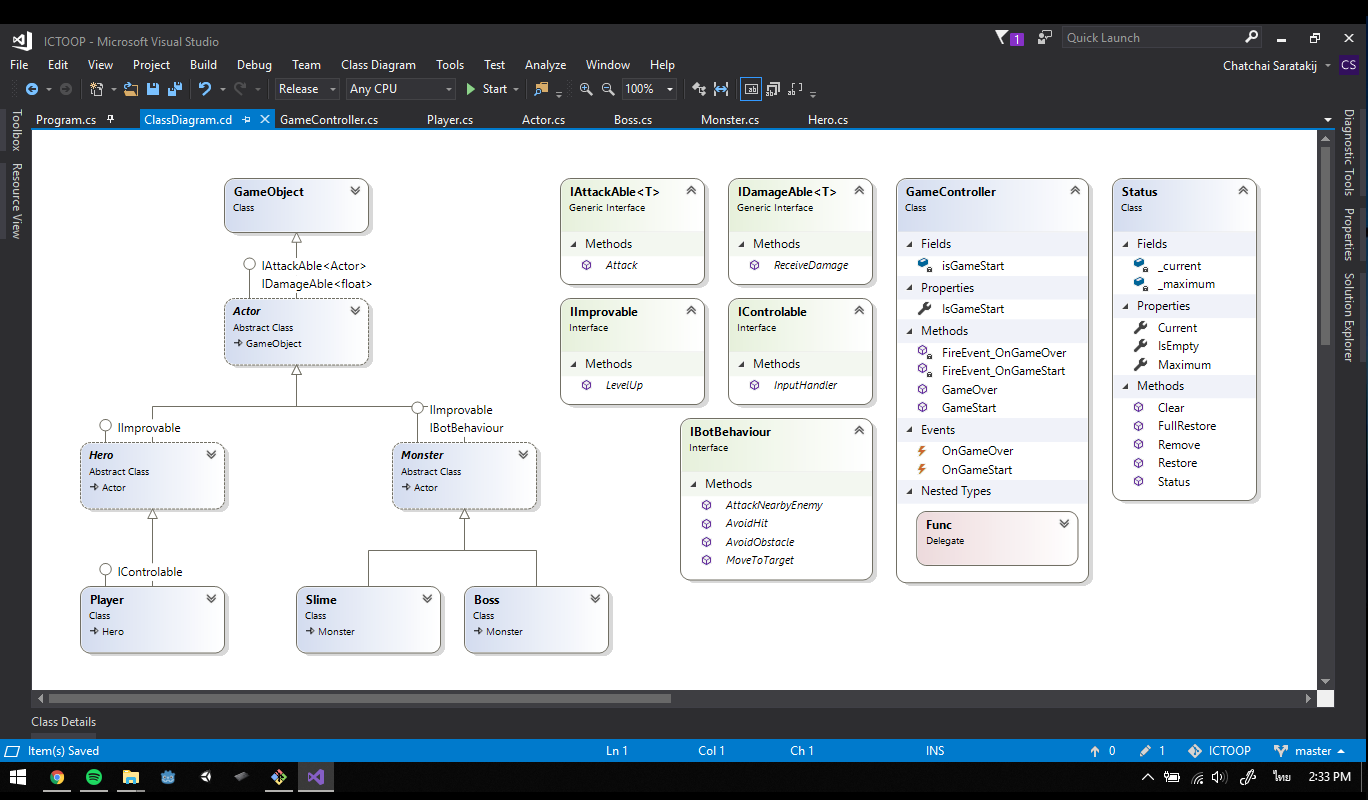 ICTOOP - Microsoft Visual Studio
1
Quick Launch
File Edit View Project Build Debug Team Class Diagram Tools Test Analyze Window Help
Chatchai Saratakij CS
Release Any CPU Start 100%
Program.cs ClassDiagram.cd GameController.cs Player.cs Actor.cs Boss.cs Monster.cs Hero.cs
Toolbox
Resource View
GameObject
Class
IAttackAble<Actor>
IDamageAble<float>
Actor
Abstract Class
GameObject
IImprovable
Hero
Abstract Class
Actor
IImprovable
IBotBehaviour
Monster
Abstract Class
Actor
IControlable
Player
Class
Hero
Slime
Class
Monster
Boss
Class
Monster
IAttackAble<T>
Generic Interface
Methods
Attack
IDamageAble<T>
Generic Interface
Methods
ReceiveDamage
IImprovable
Interface
Methods
LevelUp
IControlable
Interface
Methods
InputHandler
IBotBehaviour
Interface
Methods
AttackNearbyEnemy
AvoidHit
AvoidObstacle
MoveToTarget
GameController
Class
Fields
isGameStart
Properties
IsGameStart
Methods
FireEvent_OnGameOver
FireEvent_OnGameStart
GameOver
GameStart
Events
OnGameOver
OnGameStart
Nested Types
Func
Delegate
Status
Class
Fields
_current
_maximum
Properties
Current
IsEmpty
Maximum
Methods
Clear
FullRestore
Remove
Restore
Status
Diagnostic Tools
Properties
Solution Explorer
Class Details
Item(s) Saved Ln 1 Col 1 Ch 1 INS 0 1 ICTOOP master
ไทย 2:33 PM